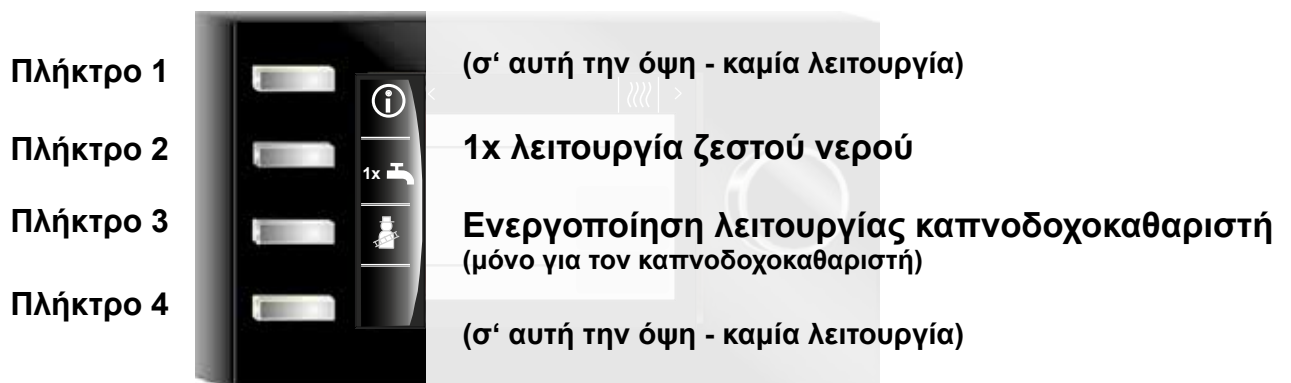 Πλήκτρο 1
(σ‘ αυτή την όψη - καμία λειτουργία)
Πλήκτρο 2
1x λειτουργία ζεστού νερού
1x
Πλήκτρο 3
Ενεργοποίηση λειτουργίας καπνοδοχοκαθαριστή
(μόνο για τον καπνοδοχοκαθαριστή)
Πλήκτρο 4
(σ‘ αυτή την όψη - καμία λειτουργία)